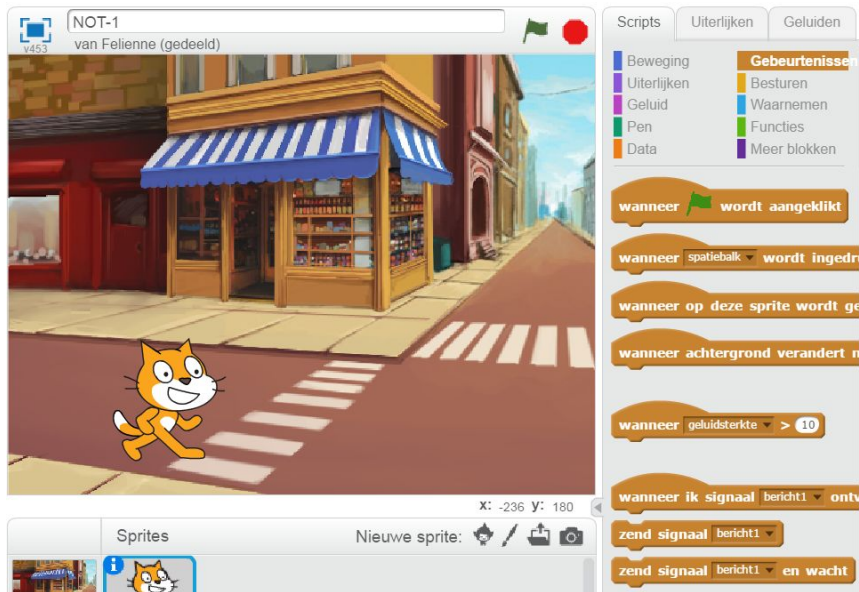 NOT-1
v453
van Felienne (gedeeld)
Scripts
Uiterlijken
Geluiden
Beweging
Gebeurtenissen
Uiterlijken
Besturen
Geluid
Waarnemen
Pen
Functies
Data
Meer blokken
wanneer wordt aangeklikt
wanneer spatiebalk wordt ingedr
wanneer op deze sprite wordt ge
wanneer achtergrond verandert n
wanneer geluidsterkte > 10
wanneer ik signaal bericht1 ontv
zend signaal bericht1
zend signaal bericht1 en wacht
X: -236 Y: 180
Sprites
Nieuwe sprite:
i